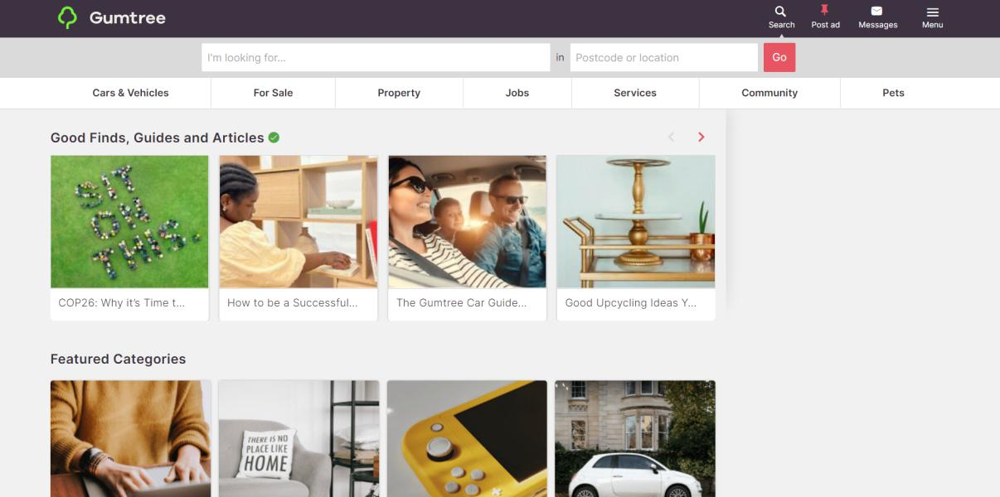 Gumtree
Search
Post ad
Messages
Menu
I'm looking for...
in
Postcode or location
Go
Cars & Vehicles
For Sale
Property
Jobs
Services
Community
Pets
Good Finds, Guides and Articles
SIT
ON
THIS.
COP26: Why it's Time t...
How to be a Successful...
The Gumtree Car Guide...
Good Upcycling Ideas Y...
Featured Categories
THERE IS NO
PLACE LIKE
HOME